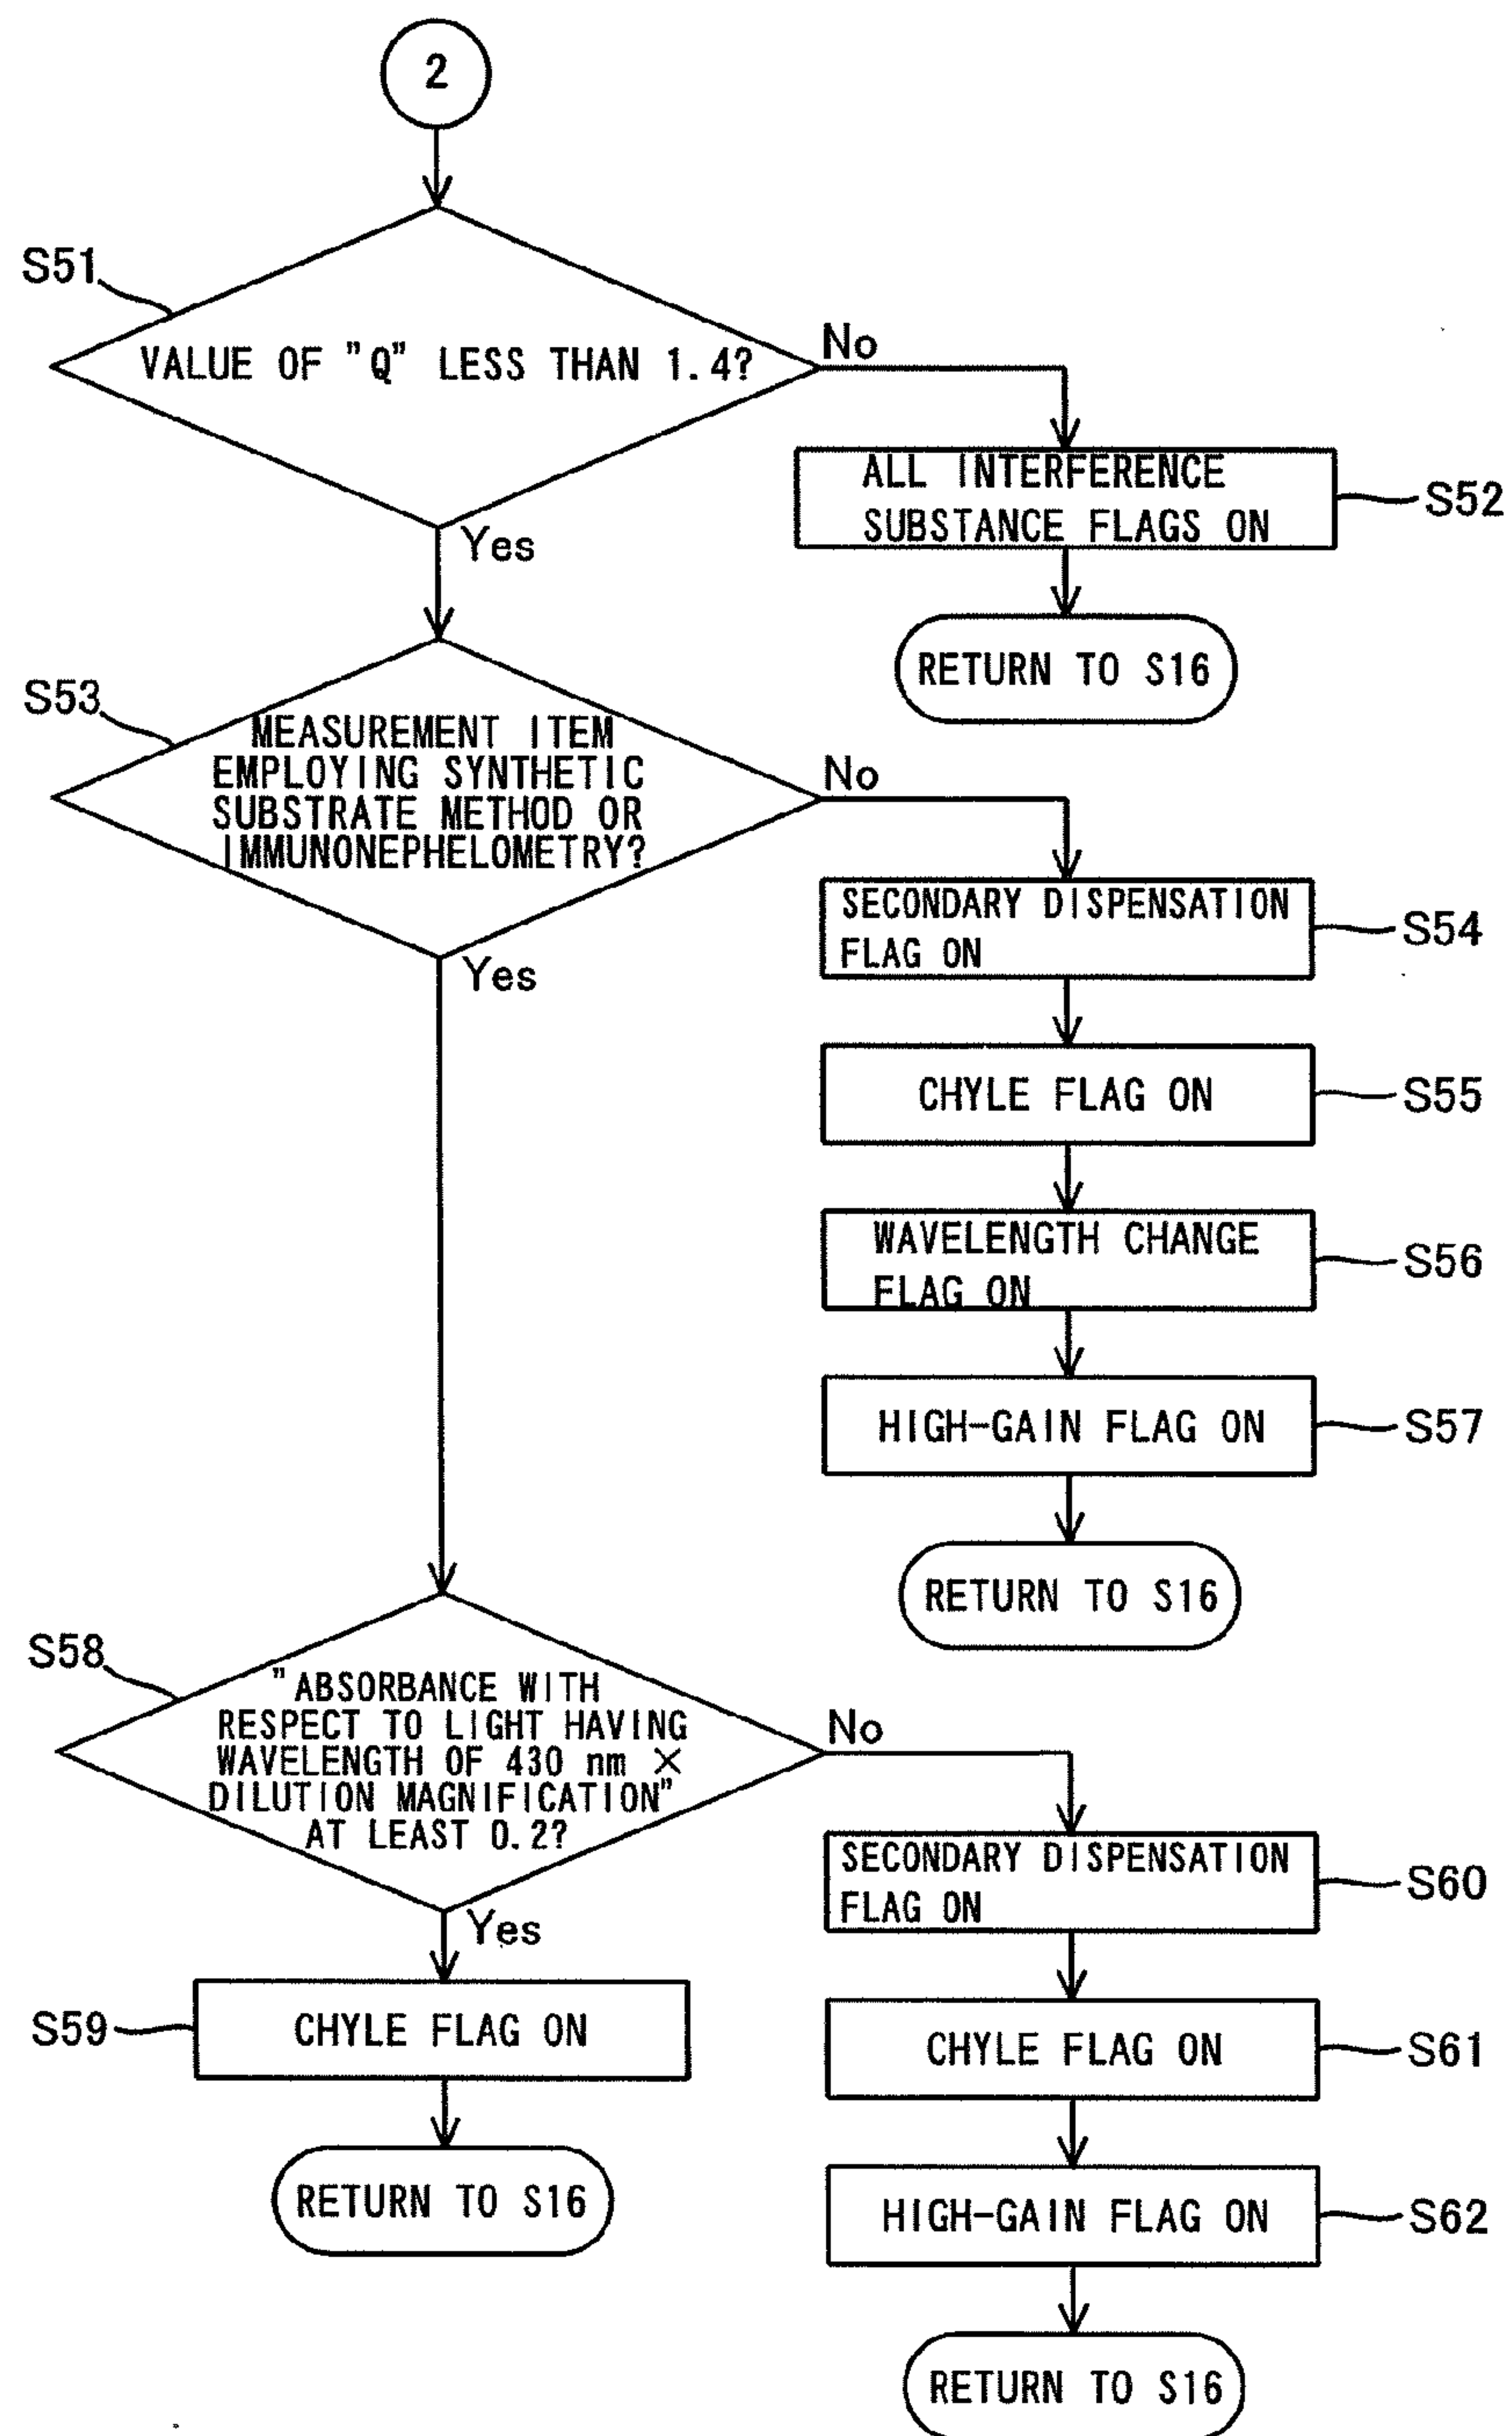 2
S51
VALUE OF "Q" LESS THAN 1.4?
No
Yes
ALL INTERFERENCE
SUBSTANCE FLAGS ON
S52
RETURN TO S16
S53
MEASUREMENT ITEM
EMPLOYING SYNTHETIC
SUBSTRATE METHOD OR
IMMUNONEPHELOMETRY?
No
Yes
SECONDARY DISPENSATION
FLAG ON
S54
CHYLE FLAG ON
S55
WAVELENGTH CHANGE
FLAG ON
S56
HIGH-GAIN FLAG ON
S57
RETURN TO S16
S58
"ABSORBANCE WITH
RESPECT TO LIGHT HAVING
WAVELENGTH OF 430 nm ×
DILUTION MAGNIFICATION"
AT LEAST 0.2?
No
Yes
SECONDARY DISPENSATION
FLAG ON
S60
S59
CHYLE FLAG ON
CHYLE FLAG ON
S61
RETURN TO S16
HIGH-GAIN FLAG ON
S62
RETURN TO S16